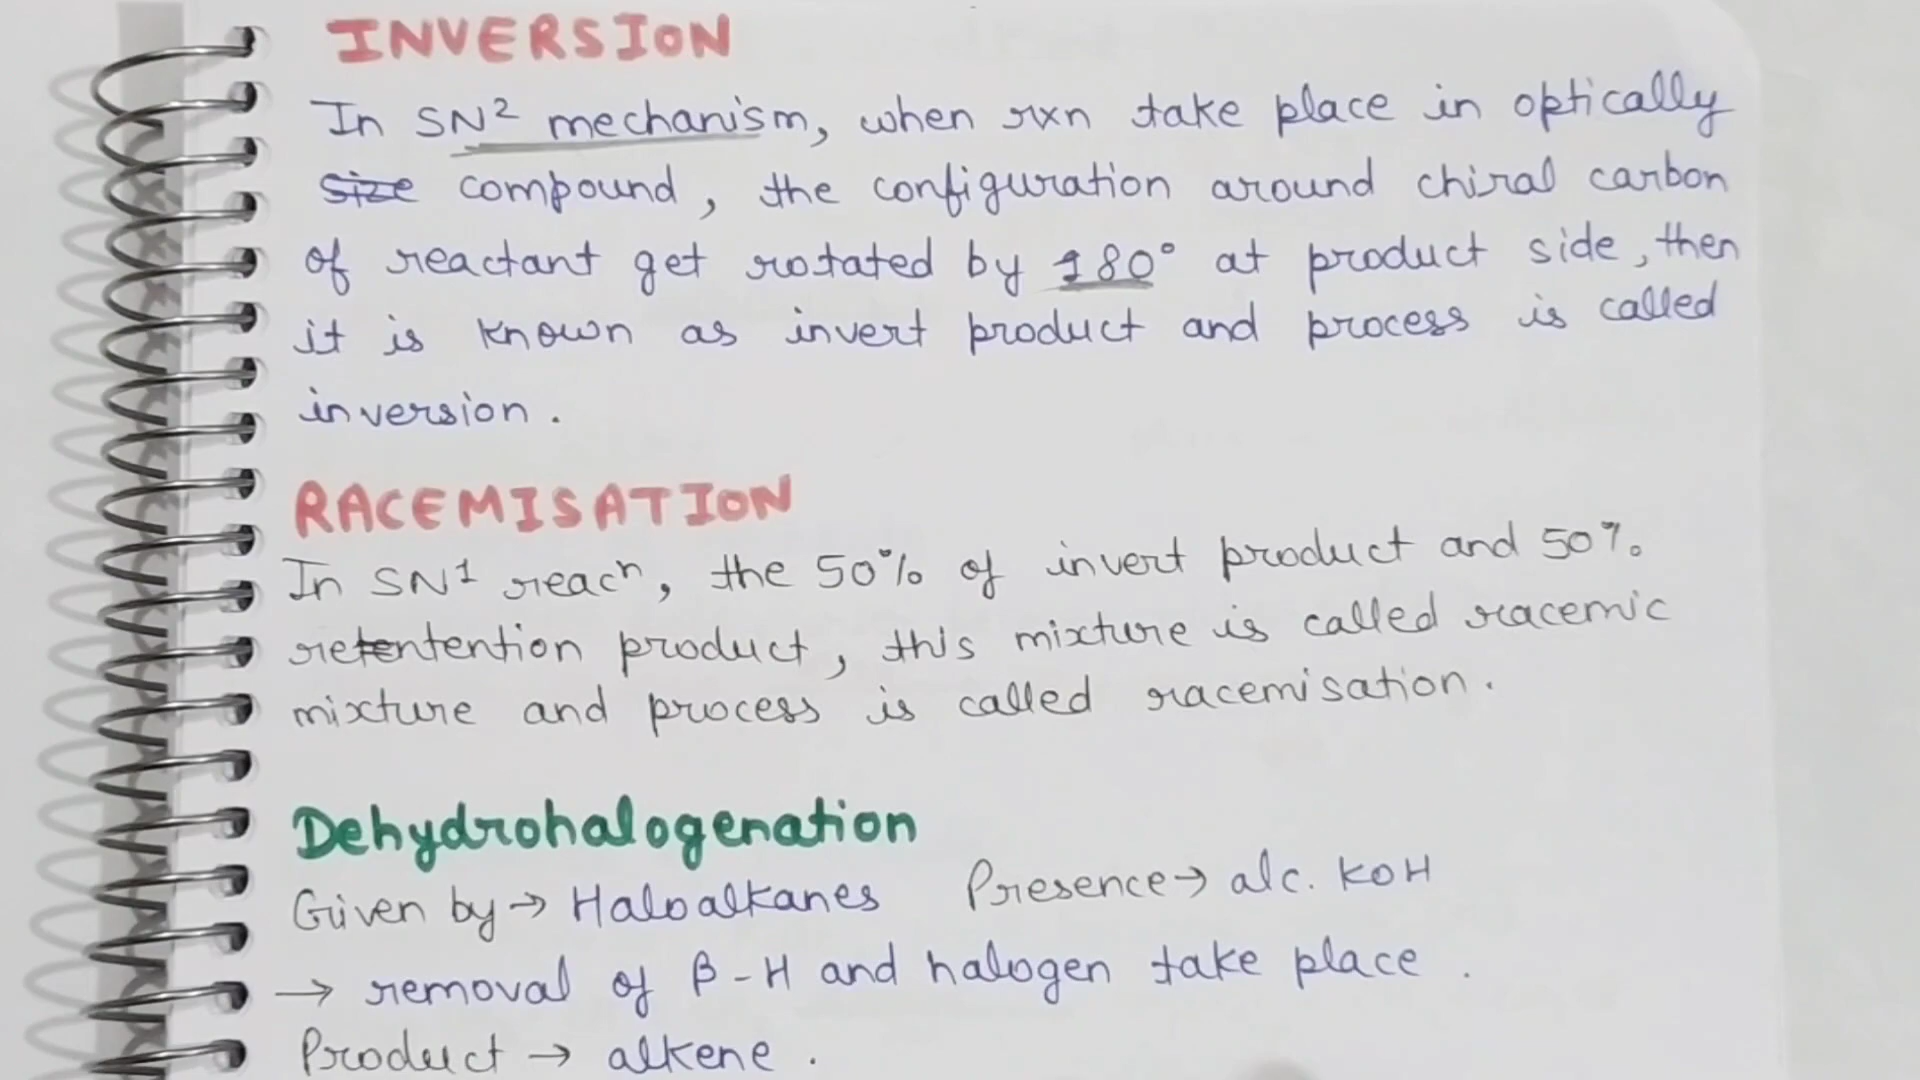 INVERSION
In SN² mechanism, when rxn take place in optically
size compound, the configuration around chiral carbon
of reactant get rotated by 180° at product side, then
it is known as invert product and process is called
inversion.
RACEMISATION
In SN¹ reacⁿ, the 50% of invert product and 50%
retentention product, this mixture is called racemic
mixture and process is called racemisation.
Dehydrohalogenation
Given by → Haloalkanes Presence → alc. KOH
→ removal of β-H and halogen take place.
Product → alkene.